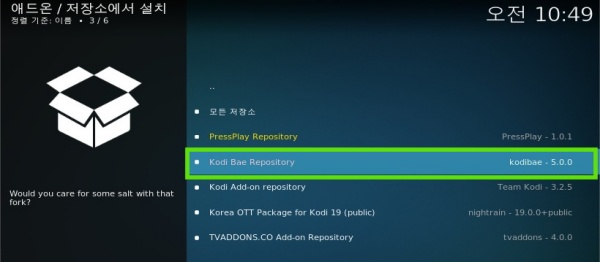 애드온 / 저장소에서 설치
정렬 기준: 이름 • 3 / 6
오전 10:49
..
모든 저장소
PressPlay Repository PressPlay - 1.0.1
Kodi Bae Repository kodibae - 5.0.0
Kodi Add-on repository Team Kodi - 3.2.5
Korea OTT Package for Kodi 19 (public) nightrain - 19.0.0+public
TVADDONS.CO Add-on Repository tvaddons - 4.0.0
Would you care for some salt with that
fork?